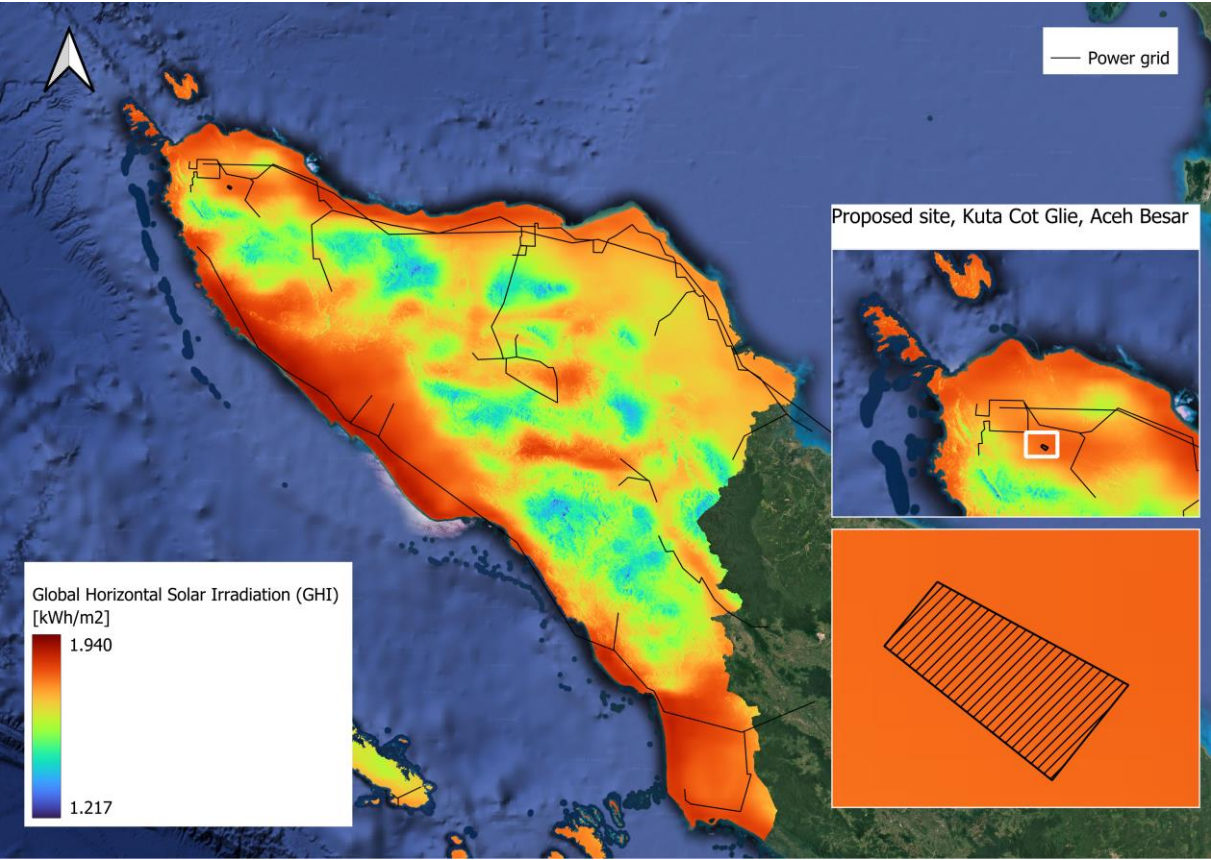 Power grid
Proposed site, Kuta Cot Glie, Aceh Besar
Global Horizontal Solar Irradiation (GHI)
[kWh/m2]
1.940
1.217